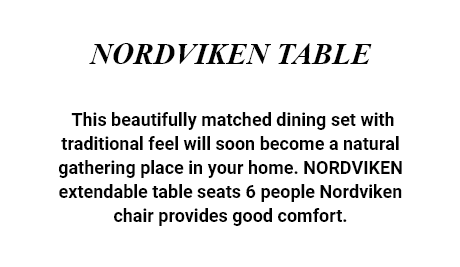 NORDVIKEN TABLE
This beautifully matched dining set with
traditional feel will soon become a natural
gathering place in your home. NORDVIKEN
extendable table seats 6 people Nordviken
chair provides good comfort.